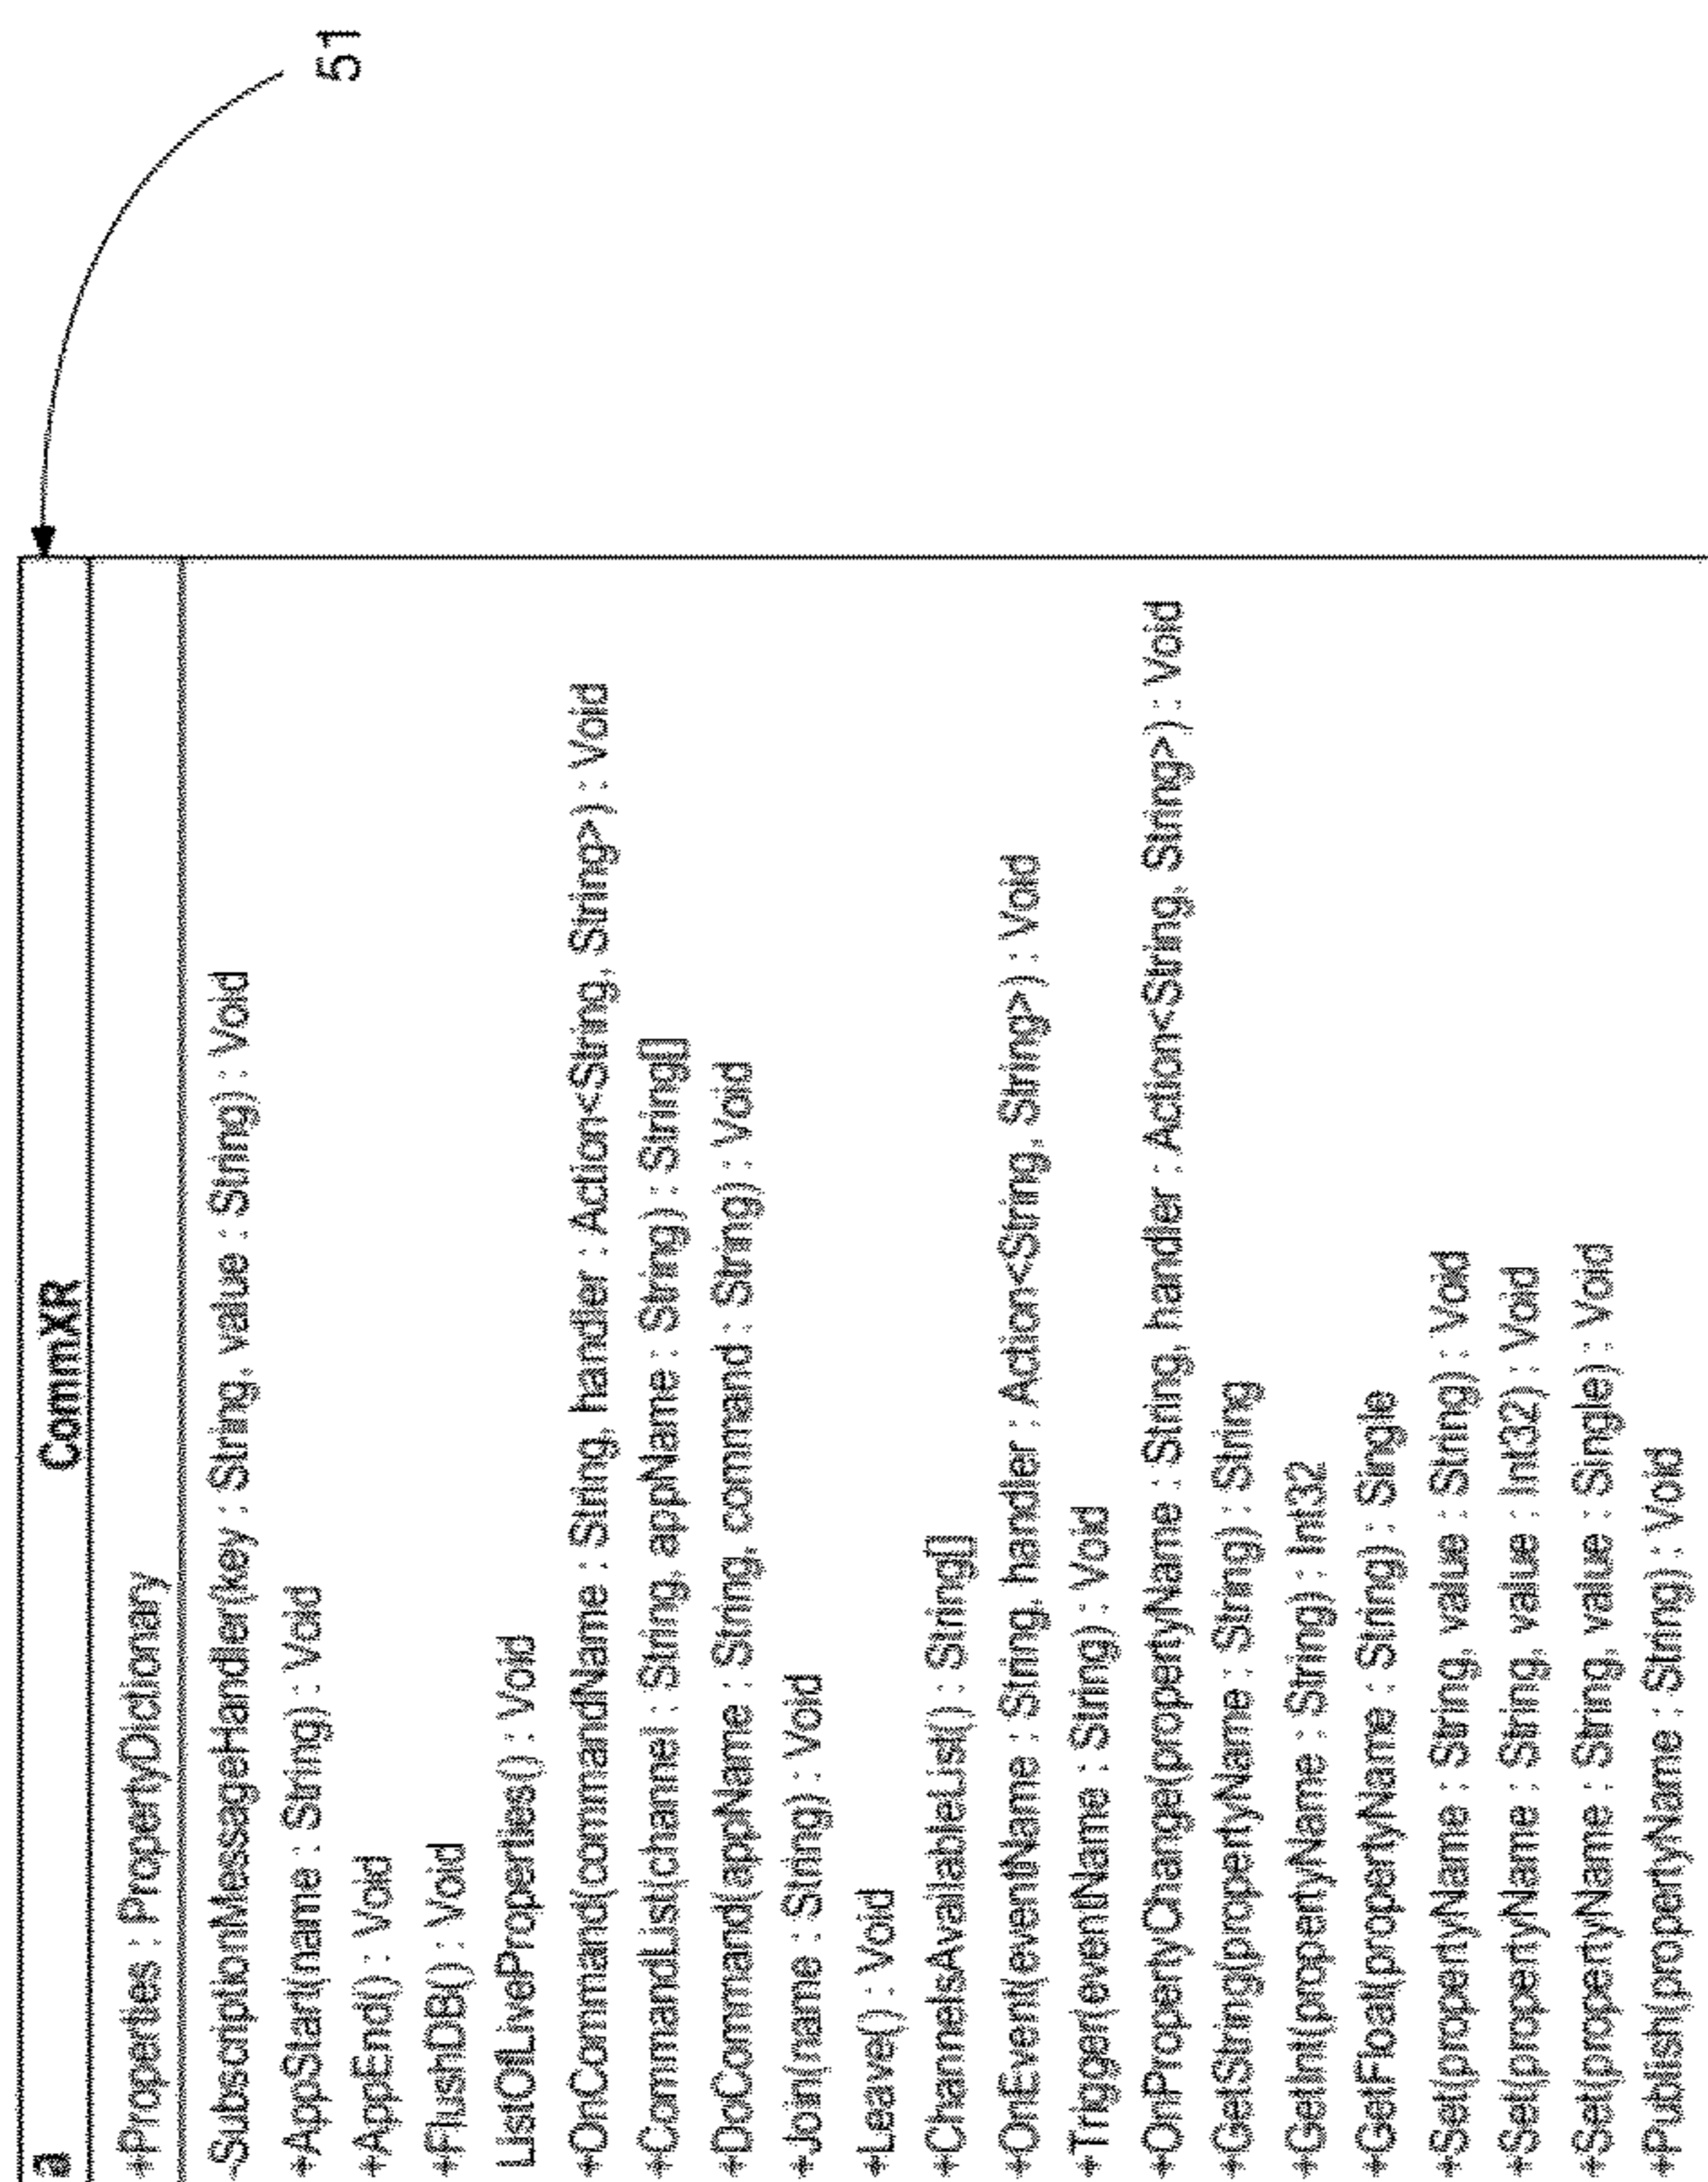 51
a
CommXR
+Properties : PropertyDictionary
-SubscriptionMessageHandler(key : String, value : String) : Void
+AppStart(name : String) : Void
+AppEnd() : Void
+FlushDB() : Void
ListOfLiveProperties() : Void
+OnCommand(commandName : String, handler : Action<String, String>) : Void
+CommandList(channel : String, appName : String) : String[]
+DoCommand(appName : String, command : String) : Void
+Join(name : String) : Void
+Leave() : Void
+ChannelsAvailableList() : String[]
+OnEvent(eventName : String, handler : Action<String, String>) : Void
+Trigger(eventName : String) : Void
+OnPropertyChange(propertyName : String, handler : Action<String, String>) : Void
+GetString(propertyName : String) : String
+GetInt(propertyName : String) : Int32
+GetFloat(propertyName : String) : Single
+Set(propertyName : String, value : String) : Void
+Set(propertyName : String, value : Int32) : Void
+Set(propertyName : String, value : Single) : Void
+Publish(propertyName : String) : Void